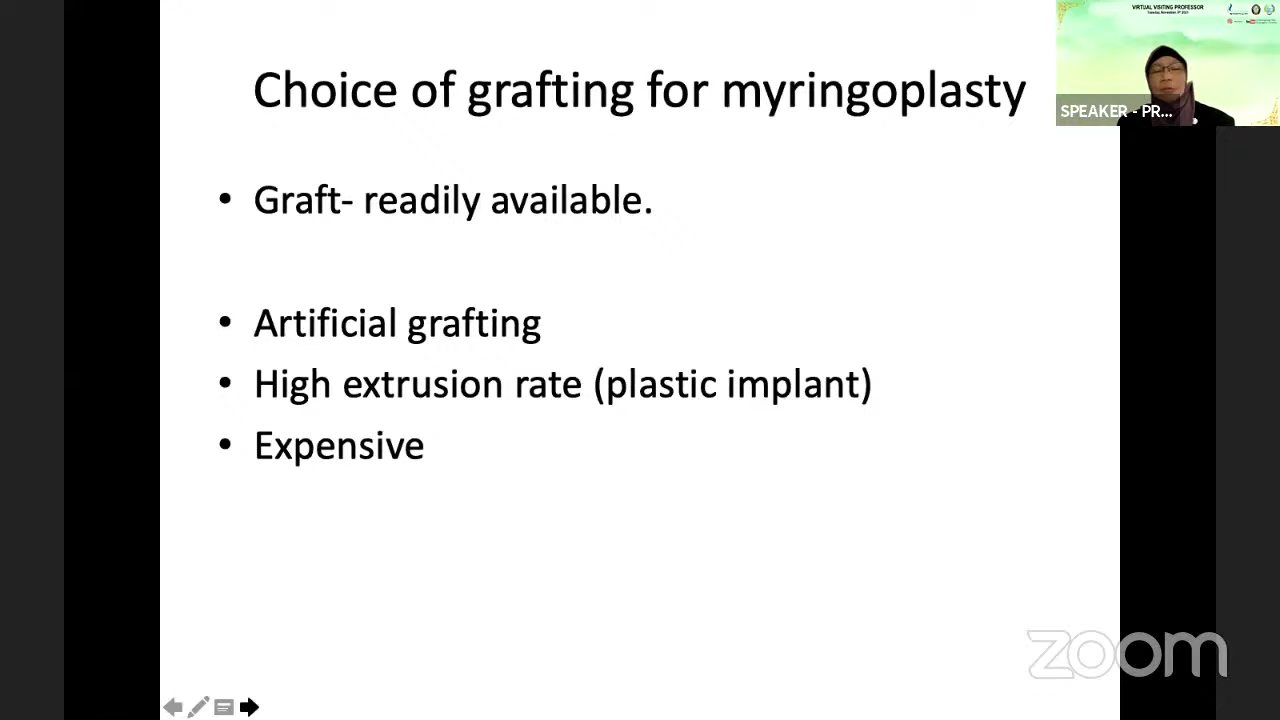 Choice of grafting for myringoplasty
VIRTUAL VISITING PROFESSOR
SPEAKER - PR...
• Graft- readily available.
• Artificial grafting
• High extrusion rate (plastic implant)
• Expensive
zoom